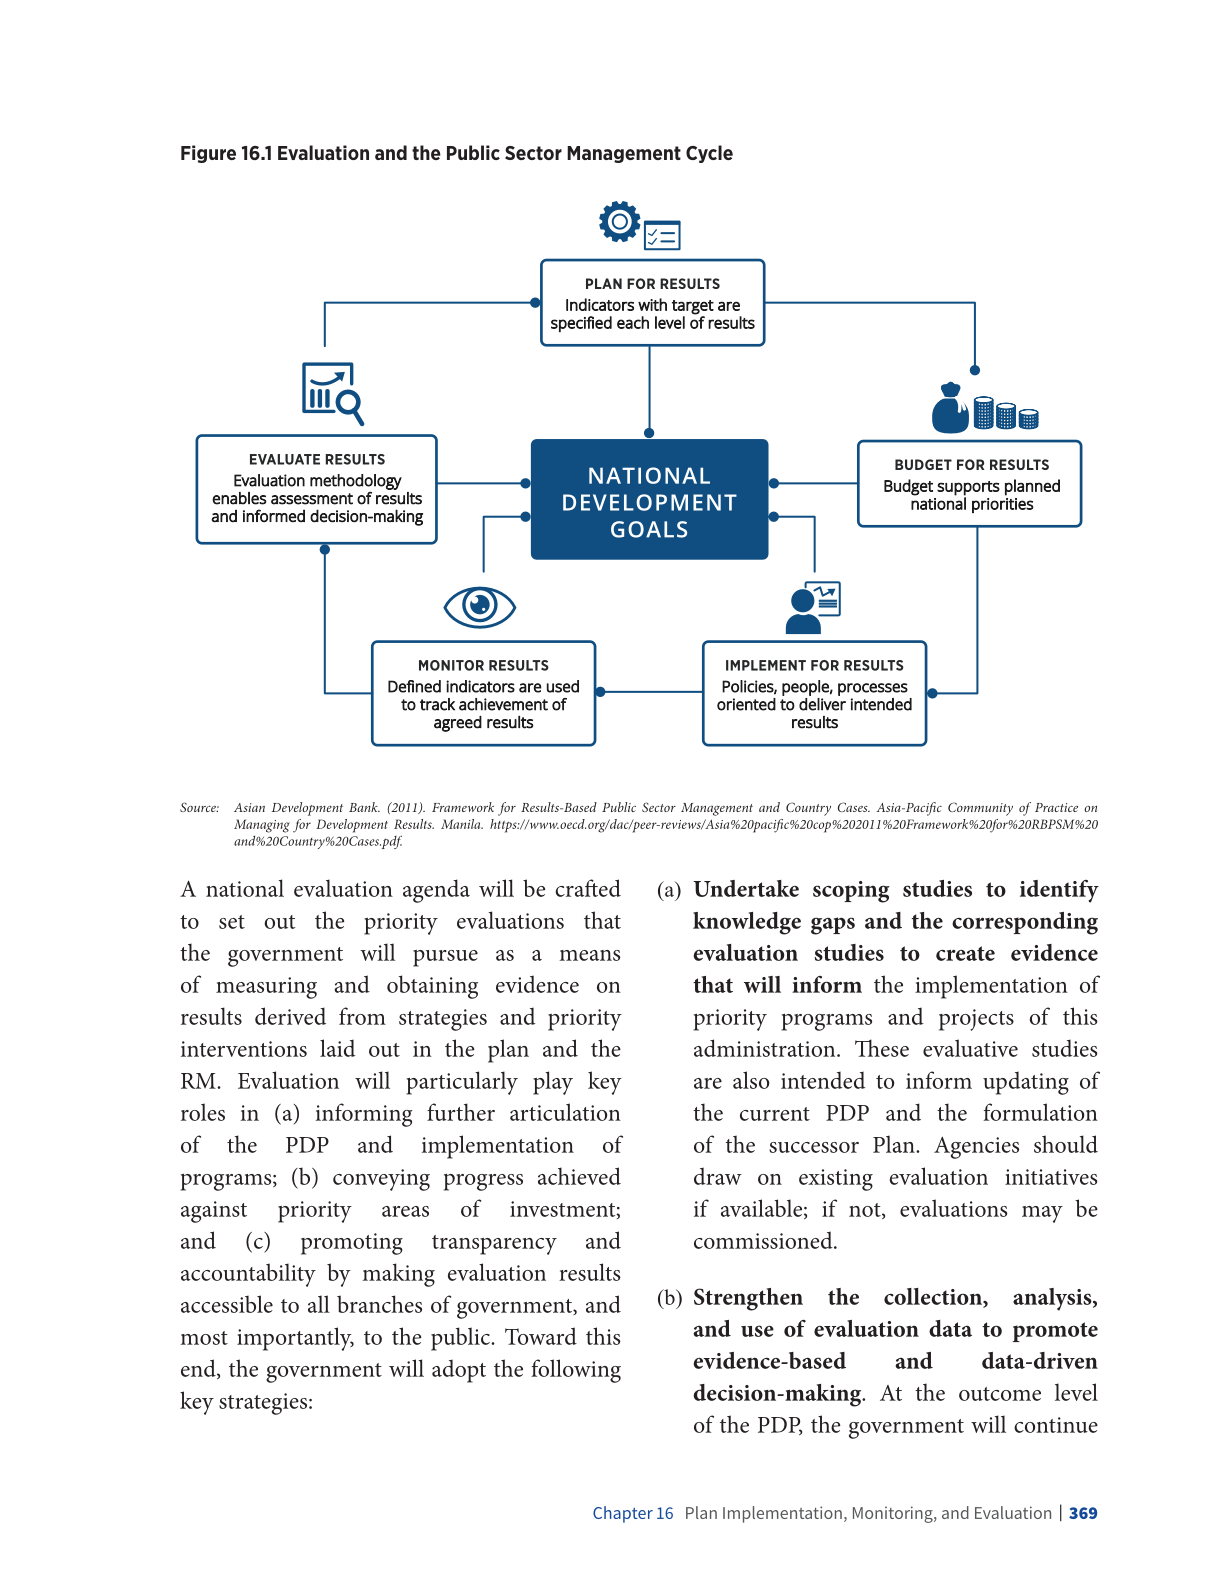 Figure 16.1 Evaluation and the Public Sector Management Cycle
PLAN FOR RESULTS
Indicators with target are
specified each level of results
EVALUATE RESULTS
Evaluation methodology
enables assessment of results
and informed decision-making
NATIONAL
DEVELOPMENT
GOALS
BUDGET FOR RESULTS
Budget supports planned
national priorities
MONITOR RESULTS
Defined indicators are used
to track achievement of
agreed results
IMPLEMENT FOR RESULTS
Policies, people, processes
oriented to deliver intended
results
Source: Asian Development Bank. (2011). Framework for Results-Based Public Sector Management and Country Cases. Asia-Pacific Community of Practice on
Managing for Development Results. Manila. https://www.oecd.org/dac/peer-reviews/Asia%20pacific%20cop%202011%20Framework%20for%20RBPSM%20
and%20Country%20Cases.pdf.
A national evaluation agenda will be crafted
to set out the priority evaluations that
the government will pursue as a means
of measuring and obtaining evidence on
results derived from strategies and priority
interventions laid out in the plan and the
RM. Evaluation will particularly play key
roles in (a) informing further articulation
of the PDP and implementation of
programs; (b) conveying progress achieved
against priority areas of investment;
and (c) promoting transparency and
accountability by making evaluation results
accessible to all branches of government, and
most importantly, to the public. Toward this
end, the government will adopt the following
key strategies:
(a) Undertake scoping studies to identify
knowledge gaps and the corresponding
evaluation studies to create evidence
that will inform the implementation of
priority programs and projects of this
administration. These evaluative studies
are also intended to inform updating of
the current PDP and the formulation
of the successor Plan. Agencies should
draw on existing evaluation initiatives
if available; if not, evaluations may be
commissioned.
(b) Strengthen the collection, analysis,
and use of evaluation data to promote
evidence-based and data-driven
decision-making. At the outcome level
of the PDP, the government will continue
Chapter 16 Plan Implementation, Monitoring, and Evaluation | 369